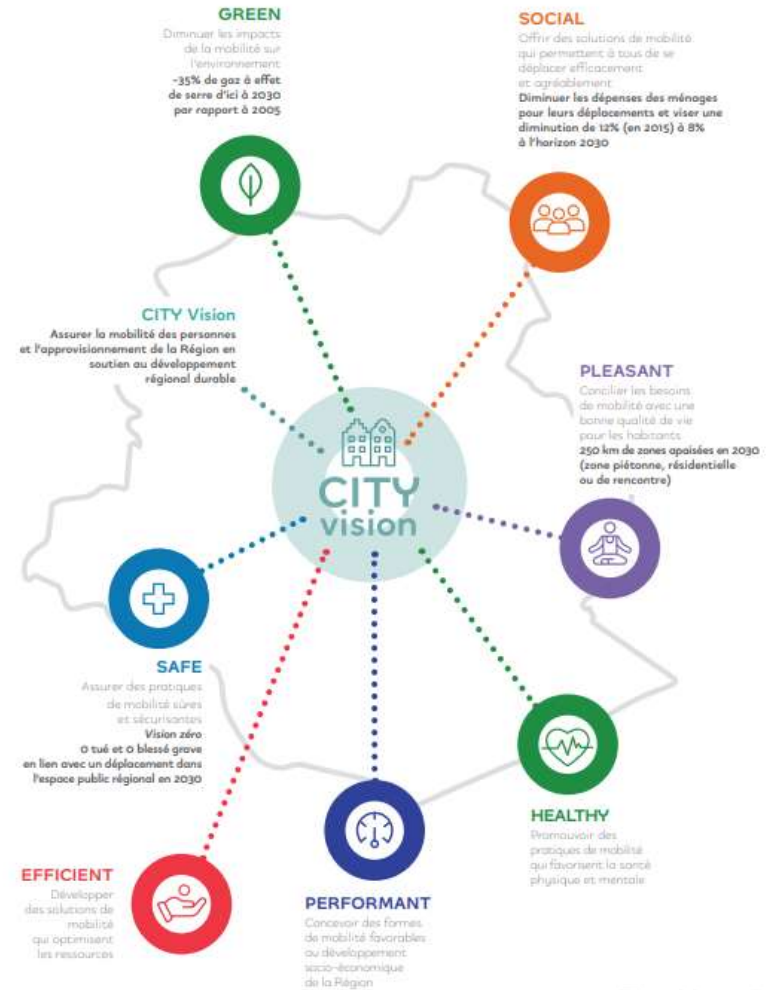 GREEN
Diminuer les impacts
de la mobilité sur
l'environnement
-35% de gaz à effet
de serre d'ici à 2030
par rapport à 2005
SOCIAL
Offrir des solutions de mobilité
qui permettent à tous de se
déplacer efficacement
et agréablement
Diminuer les dépenses des ménages
pour leurs déplacements et viser une
diminution de 12% (en 2015) à 8%
à l'horizon 2030
CITY Vision
Assurer la mobilité des personnes
et l'approvisionnement de la Région en
soutien au développement
régional durable
PLEASANT
Concilier les besoins
de mobilité avec une
bonne qualité de vie
pour les habitants
250 km de zones apaisées en 2030
(zone piétonne, résidentielle
ou de rencontre)
CITY
vision
SAFE
Assurer des pratiques
de mobilité sûres
et sécurisantes
Vision zéro
0 tué et 0 blessé grave
en lien avec un déplacement dans
l'espace public régional en 2030
HEALTHY
Promouvoir des
pratiques de mobilité
qui favorisent la santé
physique et mentale
EFFICIENT
Développer
des solutions de
mobilité
qui optimisent
les ressources
PERFORMANT
Concevoir des formes
de mobilité favorables
au développement
socio-économique
de la Région